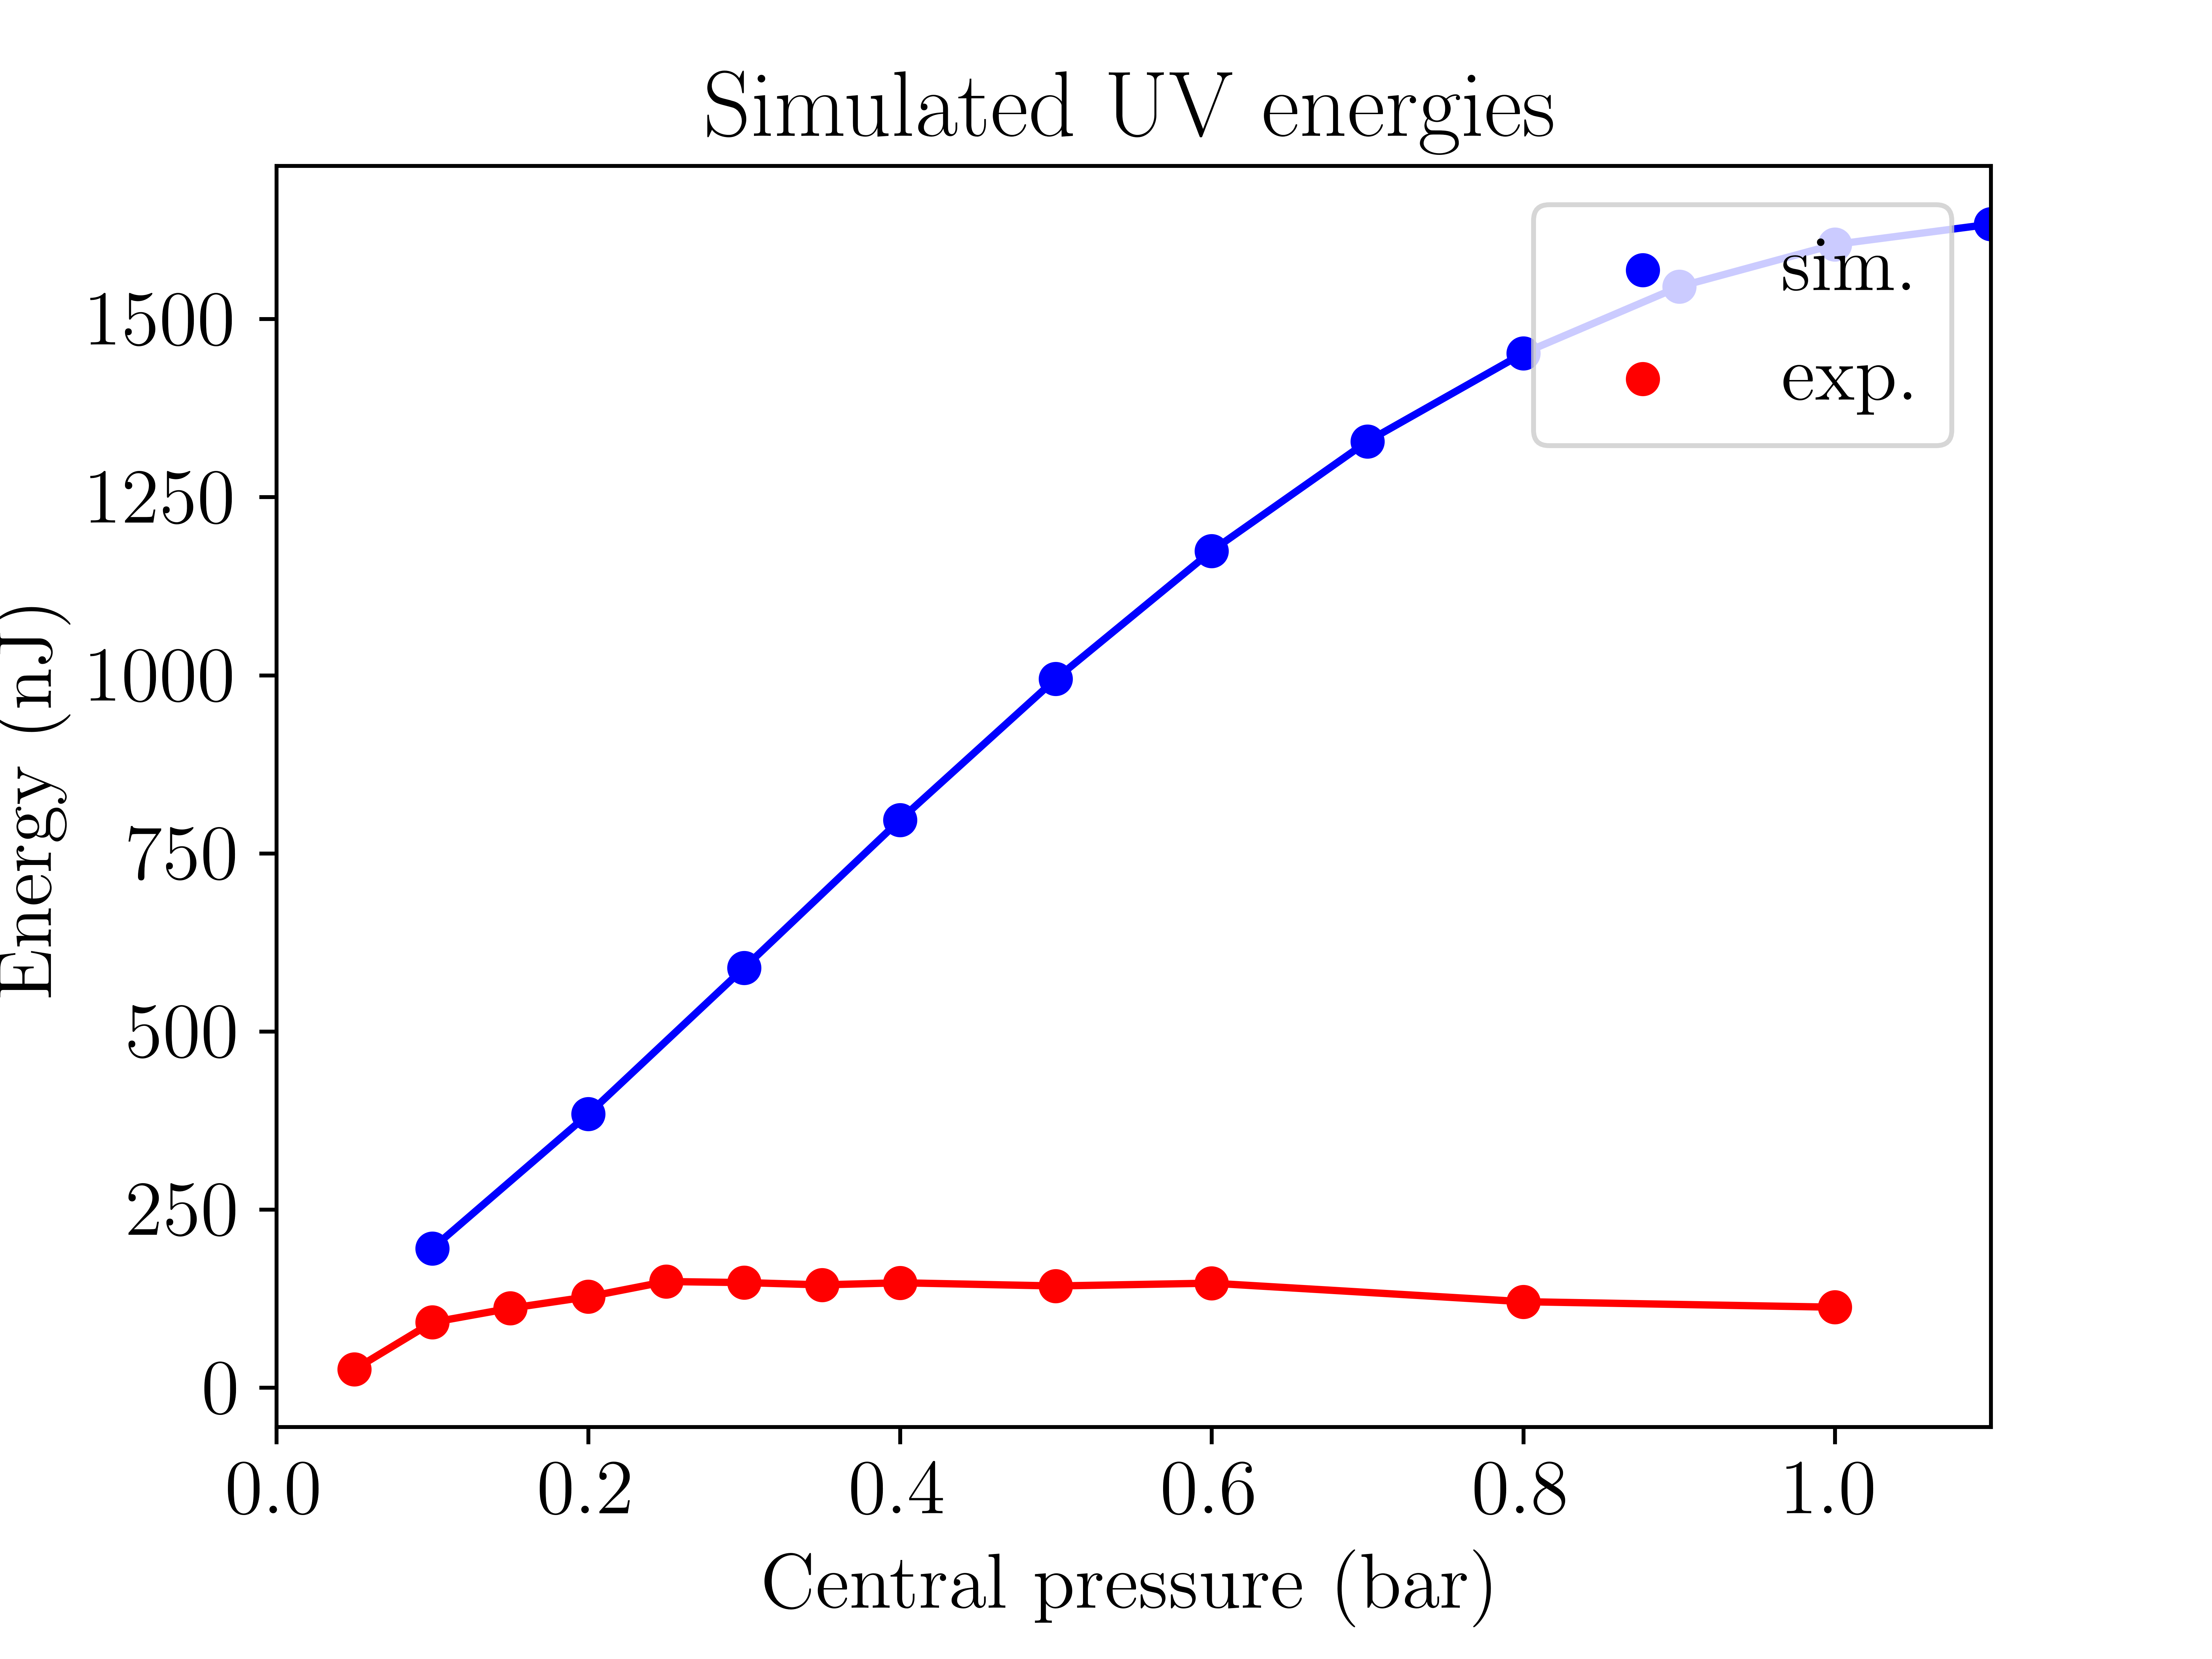 Simulated UV energies
sim.
exp.
1500
1250
1000
750
500
250
0
Energy (nJ)
0.0 0.2 0.4 0.6 0.8 1.0
Central pressure (bar)